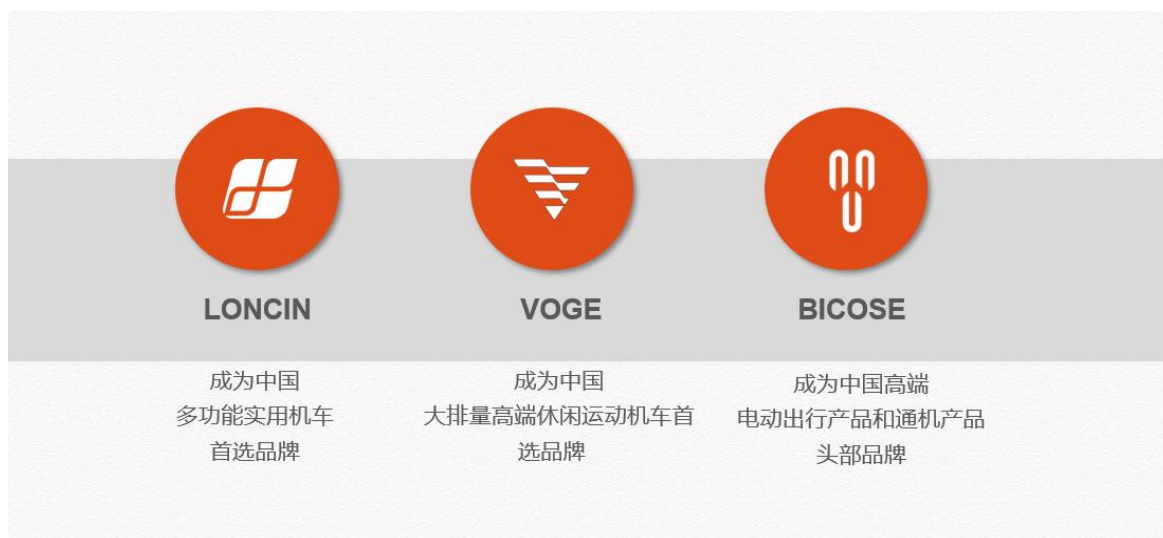 LONCIN
成为中国
多功能实用机车
首选品牌
VOGE
成为中国
大排量高端休闲运动机车首
选品牌
BICOSE
成为中国高端
电动出行产品和通机产品
头部品牌